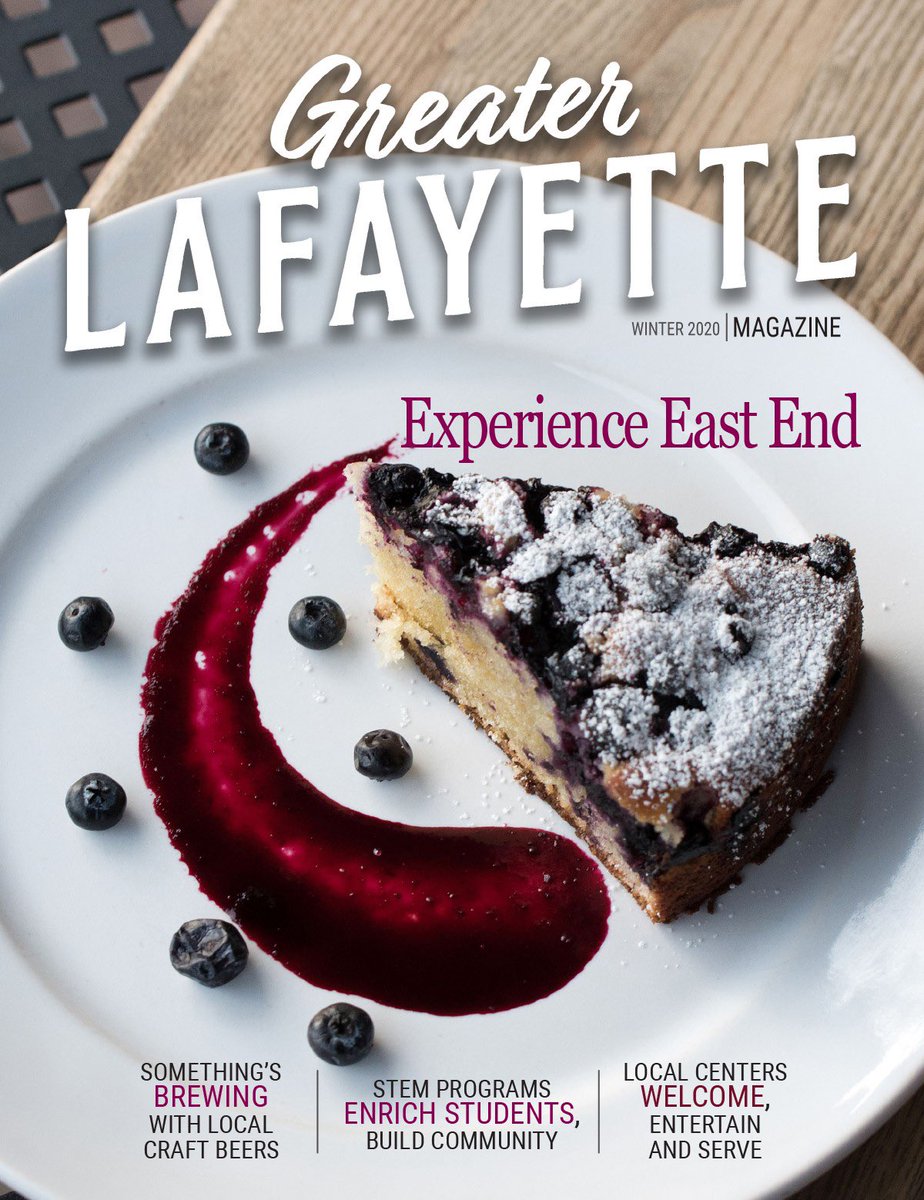 Greater
LAFAYETTE
WINTER 2020 | MAGAZINE
Experience East End
SOMETHING'S
BREWING
WITH LOCAL
CRAFT BEERS
STEM PROGRAMS
ENRICH STUDENTS,
BUILD COMMUNITY
LOCAL CENTERS
WELCOME,
ENTERTAIN
AND SERVE